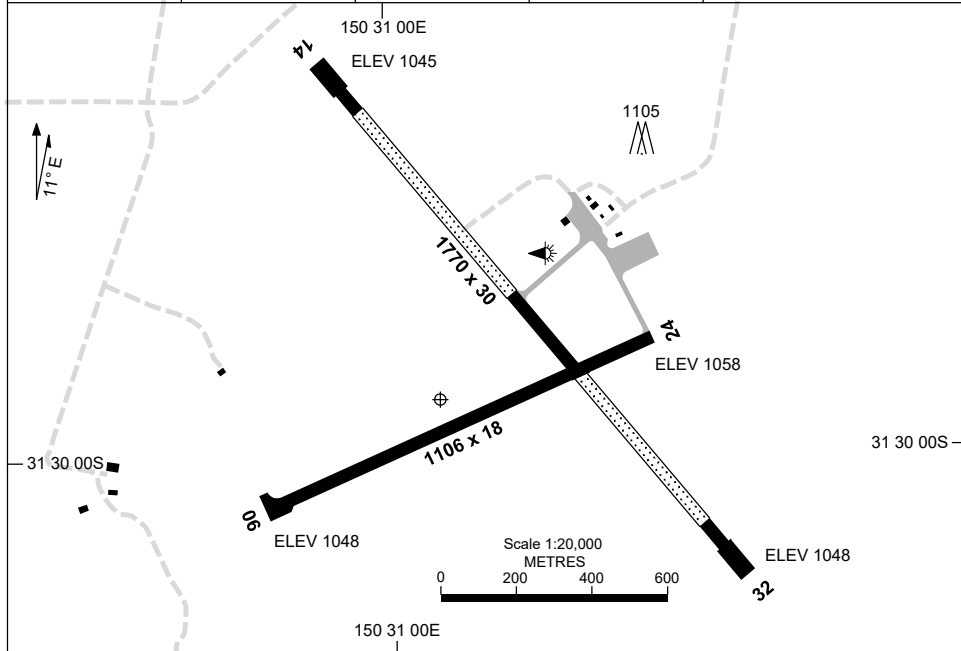 150 31 00E
14
ELEV 1045
1105
11° E
1770 x 30
24
ELEV 1058
1106 x 18
31 30 00S
31 30 00S
06
ELEV 1048
Scale 1:20,000
METRES
0 200 400 600
ELEV 1048
32
150 31 00E